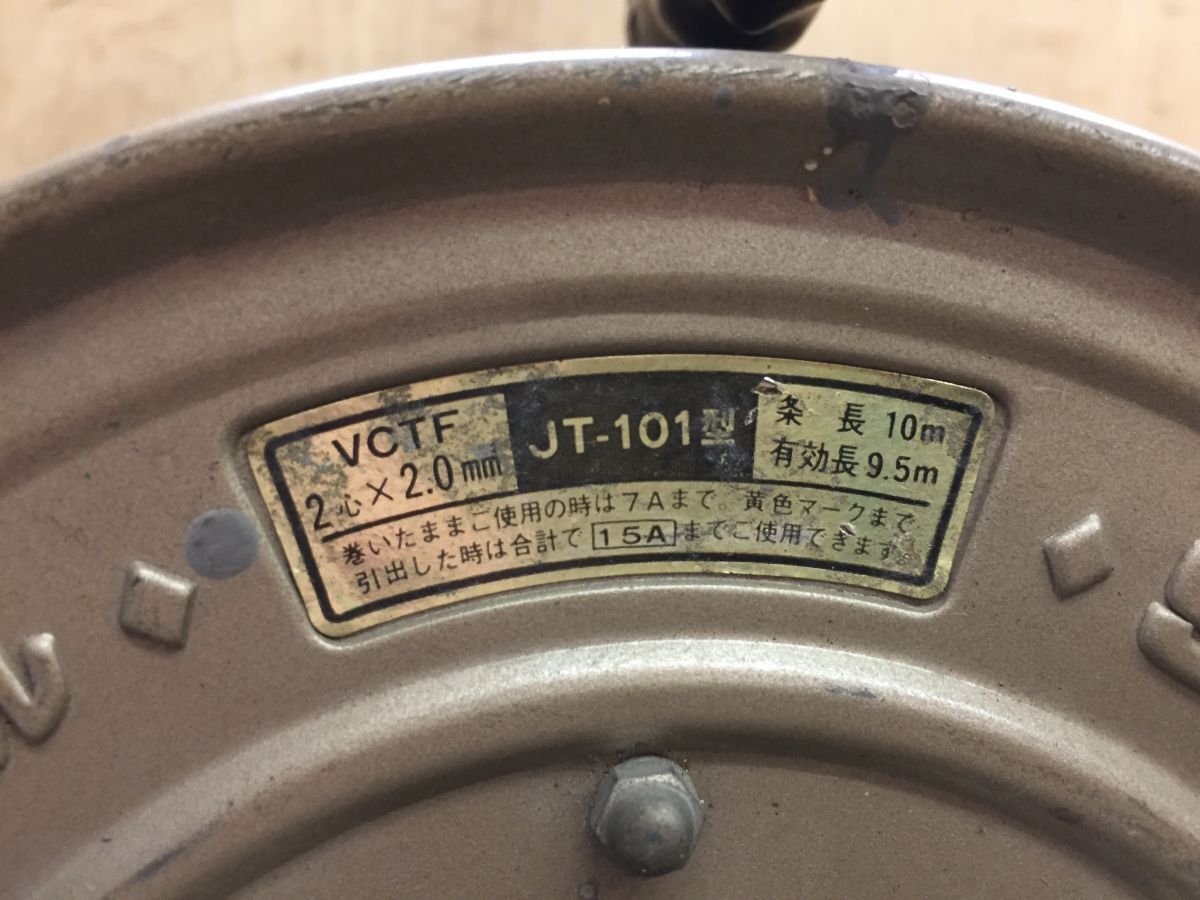 VCTF
2心×2.0mm
JT-101型
条長 10m
有効長9.5m
巻いたままご使用の時は7Aまで。黄色マークまで
引出した時は合計で 15A までご使用できます。